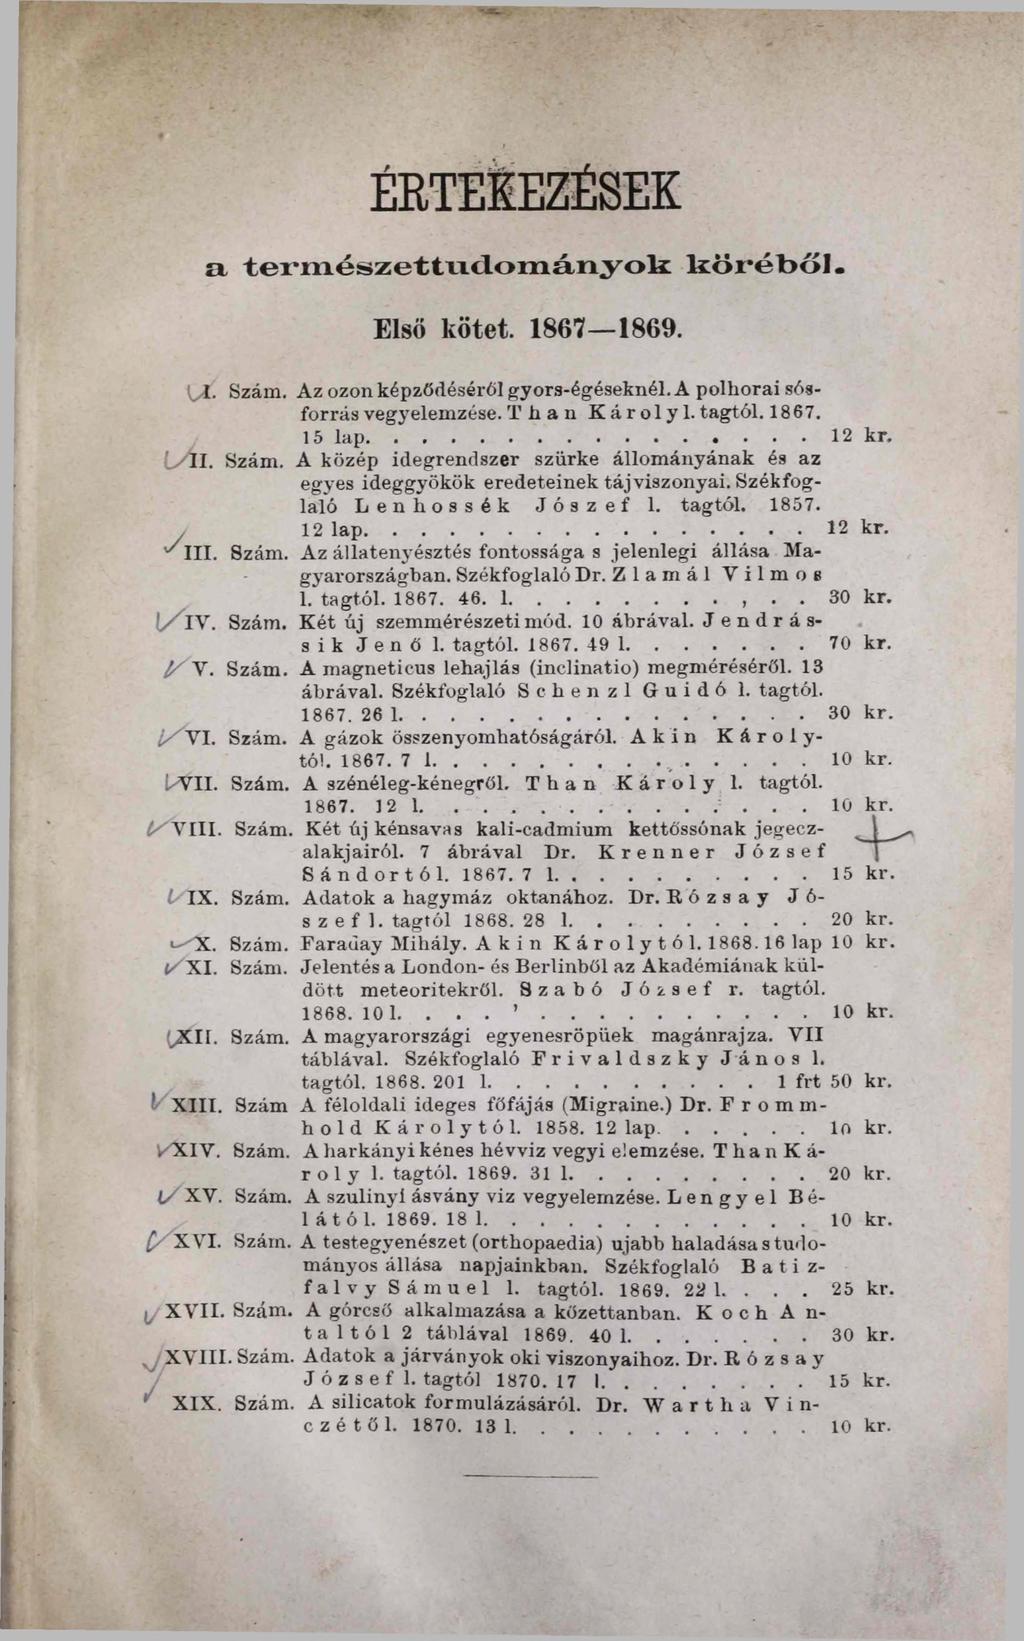 ÉRTEKEZÉSEK
a természettudományok köréből.
Első kötet. 1867—1869.
I. Szám. Az ozon képződéséről gyors-égéseknél. A polhorai sós-
forrás vegyelemzése. Than Károly l. tagtól. 1867.
15 lap. . . . . . . . . . . . . . . . . 12 kr.
II. Szám. A közép idegrendszer szürke állományának és az
egyes ideggyökök eredeteinek tájviszonyai. Székfog-
laló Lenhossék József l. tagtól. 1857.
12 lap. . . . . . . . . . . . . . . . . 12 kr.
III. Szám. Az állatenyésztés fontossága s jelenlegi állása Ma-
gyarországban. Székfoglaló Dr. Zlamál Vilmos
l. tagtól. 1867. 46. l. . . . . . . . . , . . 30 kr.
IV. Szám. Két új szemmérészeti mód. 10 ábrával. Jendrás-
sik Jenő l. tagtól. 1867. 49 l. . . . . . . . 70 kr.
V. Szám. A magneticus lehajlás (inclinatio) megméréséről. 13
ábrával. Székfoglaló Schenzl Guidó l. tagtól.
1867. 26 l. . . . . . . . . . . . . . . . 30 kr.
VI. Szám. A gázok összenyomhatóságáról. Akin Károly-
tól. 1867. 7 l. . . . . . . . . . . . . . . 10 kr.
VII. Szám. A szénéleg-kénegről. Than Károly l. tagtól.
1867. 12 l. . . . . . . . . . . . . . . 10 kr.
VIII. Szám. Két új kénsavas kali-cadmium kettőssónak jegecz-
alakjairól. 7 ábrával Dr. Krenner József
Sándortól. 1867. 7 l. . . . . . . . . . . 15 kr.
IX. Szám. Adatok a hagymáz oktanához. Dr. Rózsay Jó-
szef l. tagtól 1868. 28 l. . . . . . . . . . 20 kr.
X. Szám. Faraday Mihály. Akin Károlytól. 1868. 16 lap 10 kr.
XI. Szám. Jelentés a London- és Berlinből az Akadémiának kül-
dött meteoritekről. Szabó József r. tagtól.
1868. 10 l. . . . ' . . . . . . . . . . . 10 kr.
XII. Szám. A magyarországi egyenesröpüek magánrajza. VII
táblával. Székfoglaló Frivaldszky János l.
tagtól. 1868. 201 l. . . . . . . . . . . 1 frt 50 kr.
XIII. Szám A féloldali ideges főfájás (Migraine.) Dr. Fromm-
hold Károlytól. 1858. 12 lap. . . . . . 10 kr.
XIV. Szám. A harkányi kénes hévviz vegyi elemzése. Than Ká-
roly l. tagtól. 1869. 31 l. . . . . . . . . . 20 kr.
XV. Szám. A szulinyi ásvány viz vegyelemzése. Lengyel Bé-
lától. 1869. 18 l. . . . . . . . . . . . . 10 kr.
XVI. Szám. A testegyenészet (orthopaedia) ujabb haladása s tudo-
mányos állása napjainkban. Székfoglaló Batiz-
falvy Sámuel l. tagtól. 1869. 22 l. . . . 25 kr.
XVII. Szám. A górcső alkalmazása a kőzettanban. Koch An-
taltól 2 táblával 1869. 40 l. . . . . . . . 30 kr.
XVIII. Szám. Adatok a járványok oki viszonyaihoz. Dr. Rózsay
József l. tagtól 1870. 17 l. . . . . . . . . 15 kr.
XIX. Szám. A silicatok formulázásáról. Dr. Wartha Vin-
czétől. 1870. 13 l. . . . . . . . . . . . 10 kr.